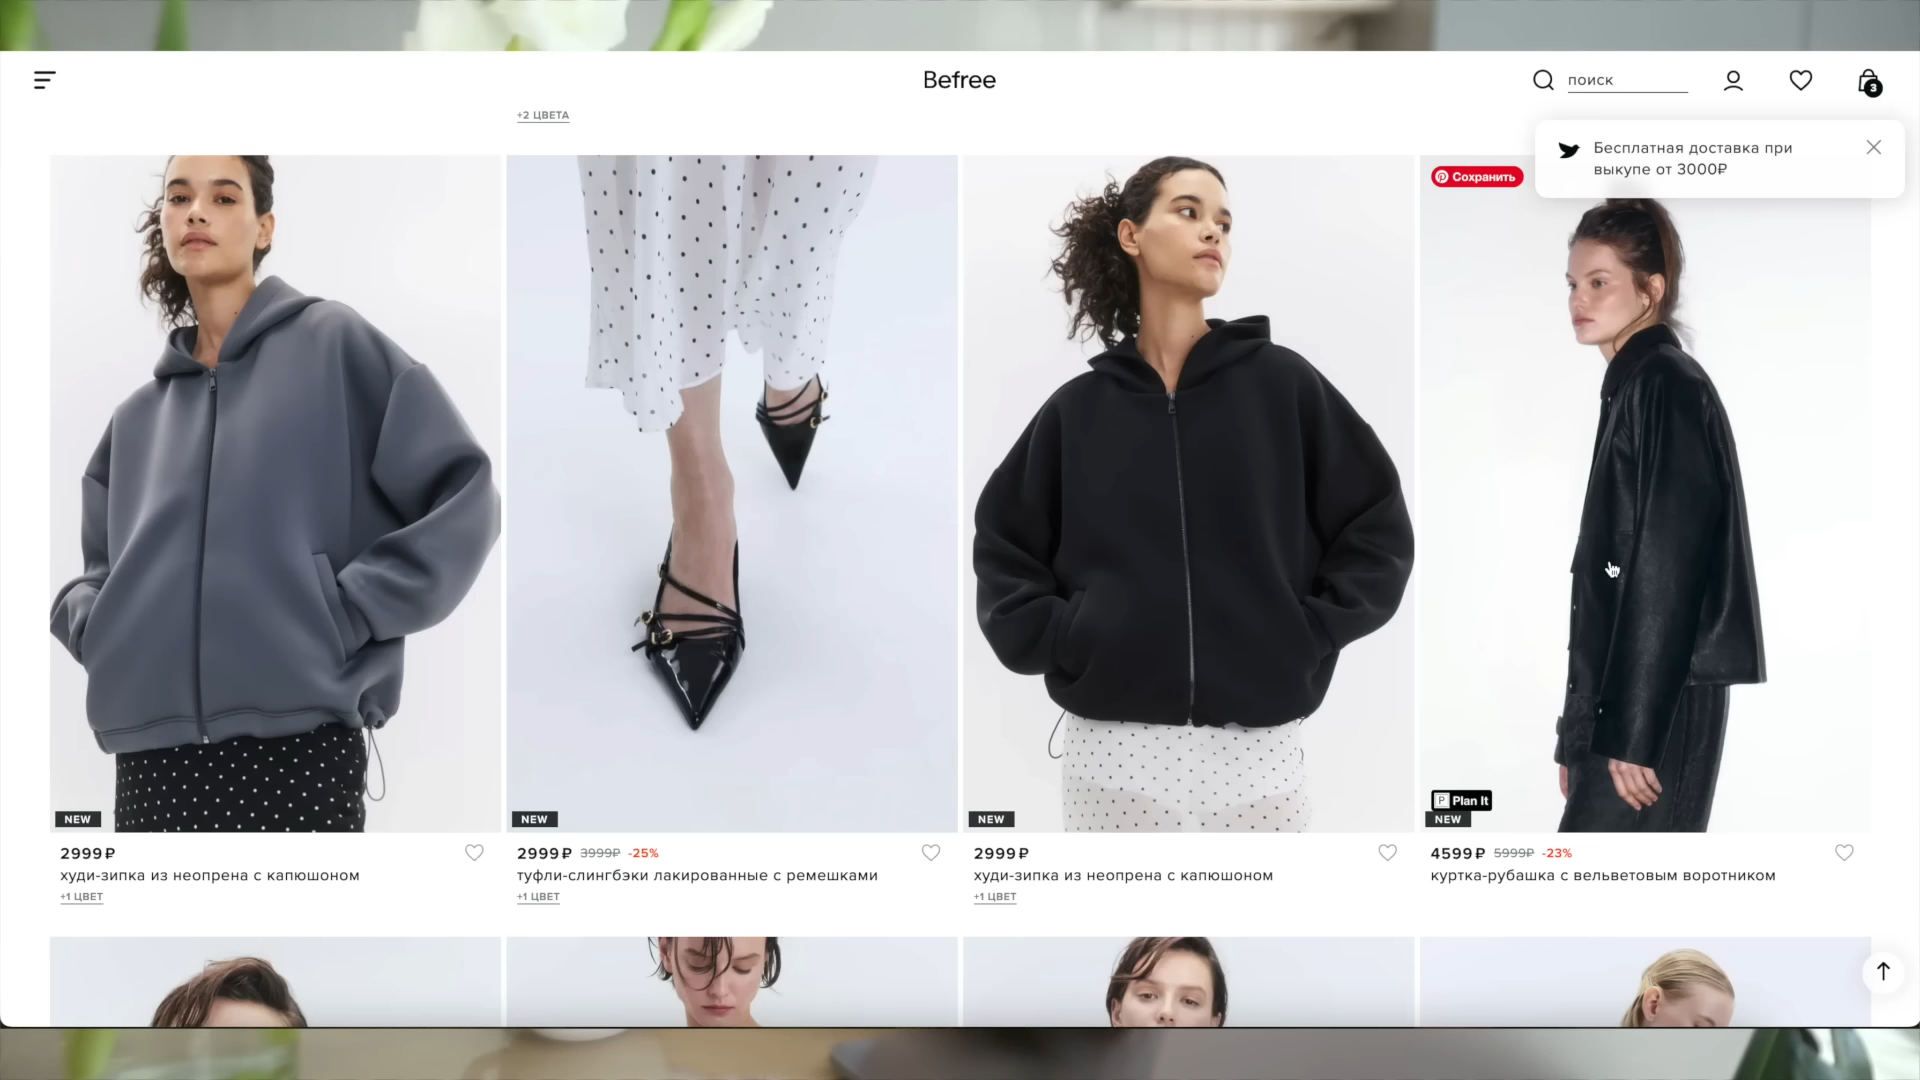 Befree
поиск
3
+2 ЦВЕТА
Бесплатная доставка при
выкупе от 3000₽
Сохранить
Plan It
NEW
NEW
NEW
NEW
2999₽
худи-зипка из неопрена с капюшоном
+1 ЦВЕТ
2999₽ 3999₽ -25%
туфли-слингбэки лакированные с ремешками
+1 ЦВЕТ
2999₽
худи-зипка из неопрена с капюшоном
+1 ЦВЕТ
4599₽ 5999₽ -23%
куртка-рубашка с вельветовым воротником